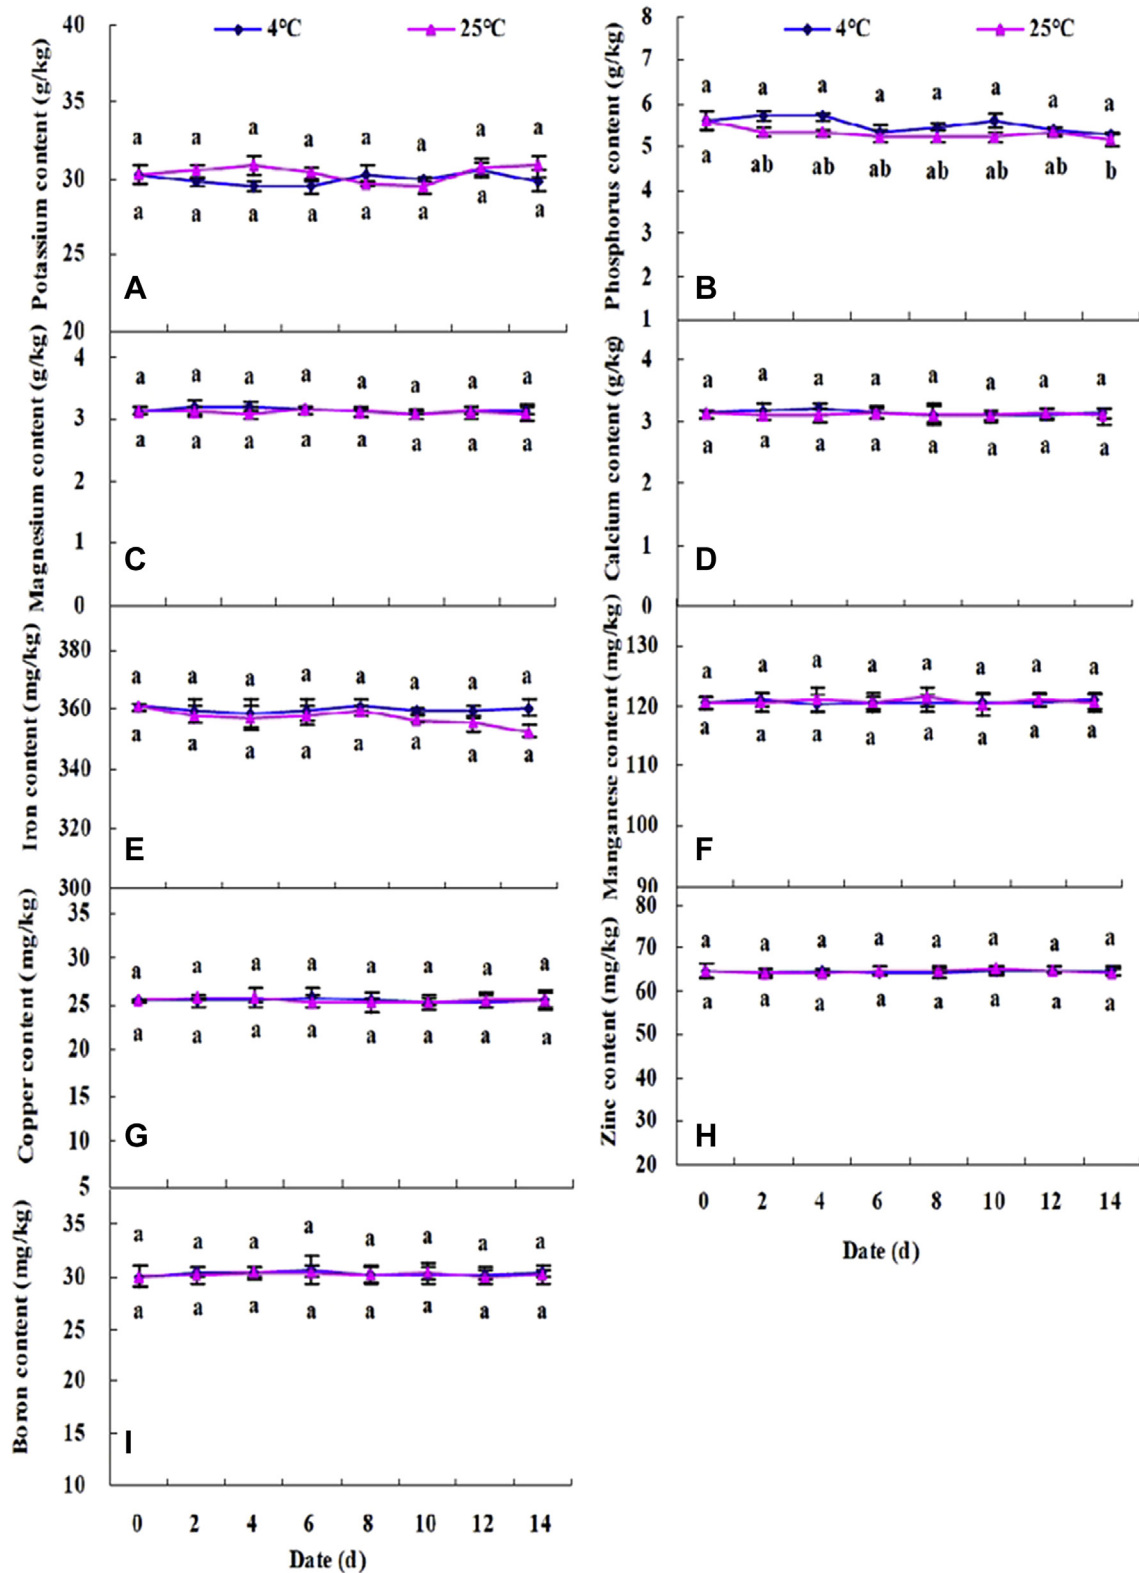 4°C 25°C
Potassium content (g/kg)
40
35
30
25
20
a a a a a a a a
a a a a a a a a
A
4°C 25°C
Phosphorus content (g/kg)
8
7
6
5
4
3
2
1
a a a a a a a a
a ab ab ab ab ab ab b
B
Magnesium content (g/kg)
4
3
2
1
0
a a a a a a a a
a a a a a a a a
C
Calcium content (g/kg)
4
3
2
1
0
a a a a a a a a
a a a a a a a a
D
Iron content (mg/kg)
380
360
340
320
300
a a a a a a a a
a a a a a a a a
E
Manganese content (mg/kg)
130
120
110
100
90
a a a a a a a a
a a a a a a a a
F
Copper content (mg/kg)
35
30
25
20
15
10
5
a a a a a a a a
a a a a a a a a
G
Zinc content (mg/kg)
80
70
60
50
40
30
20
a a a a a a a a
a a a a a a a a
H
0 2 4 6 8 10 12 14
Date (d)
Boron content (mg/kg)
35
30
25
20
15
10
a a a a a a a a
a a a a a a a a
I
0 2 4 6 8 10 12 14
Date (d)